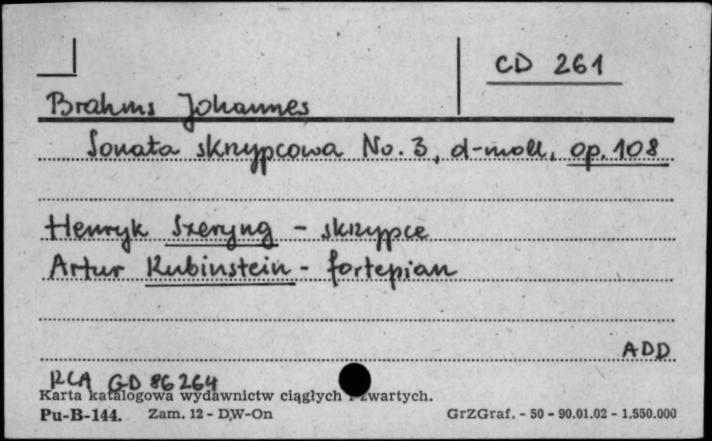 CD 261
Brahms Johannes
Sonata skrzypcowa No. 3, d-moll, op. 108
Henryk Szeryng - skrzypce
Artur Rubinstein - fortepian
ADD
RCA GD 86264
Karta katalogowa wydawnictw ciągłych i zwartych.
Pu-B-144. Zam. 12 - D,W-On GrZGraf. - 50 - 90.01.02 - 1.550.000